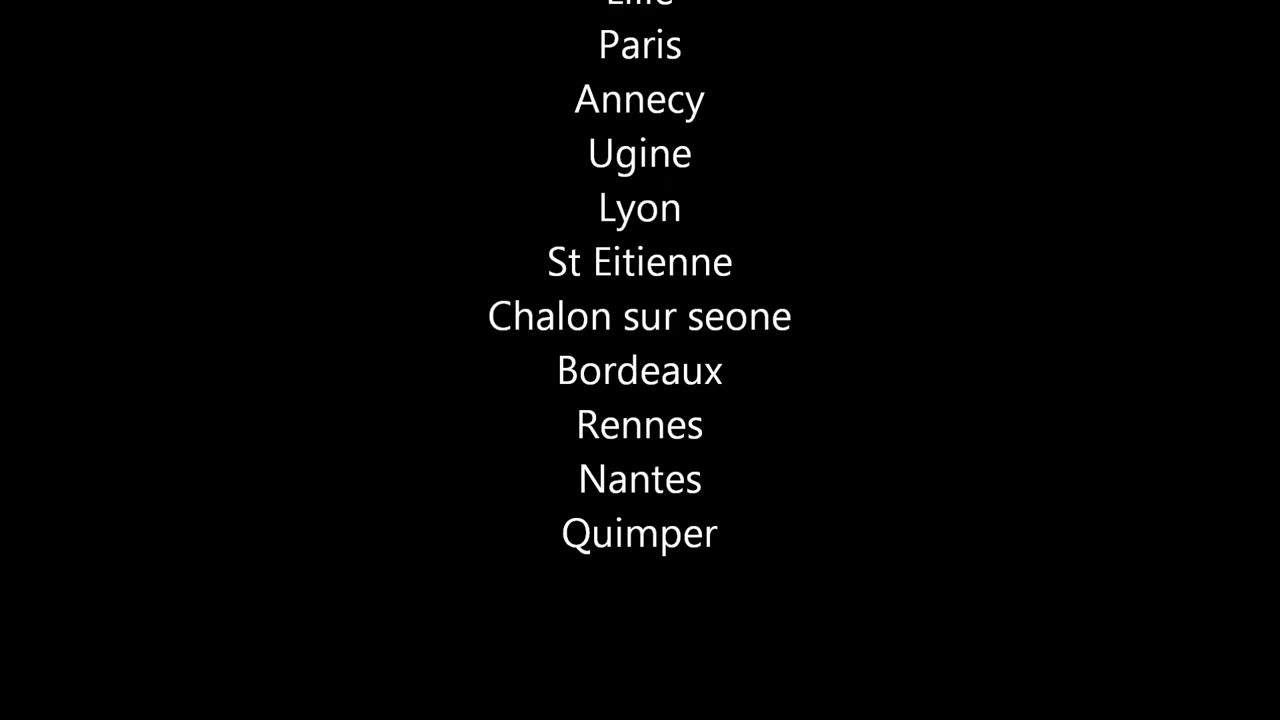 Paris
Annecy
Ugine
Lyon
St Eitienne
Chalon sur seone
Bordeaux
Rennes
Nantes
Quimper